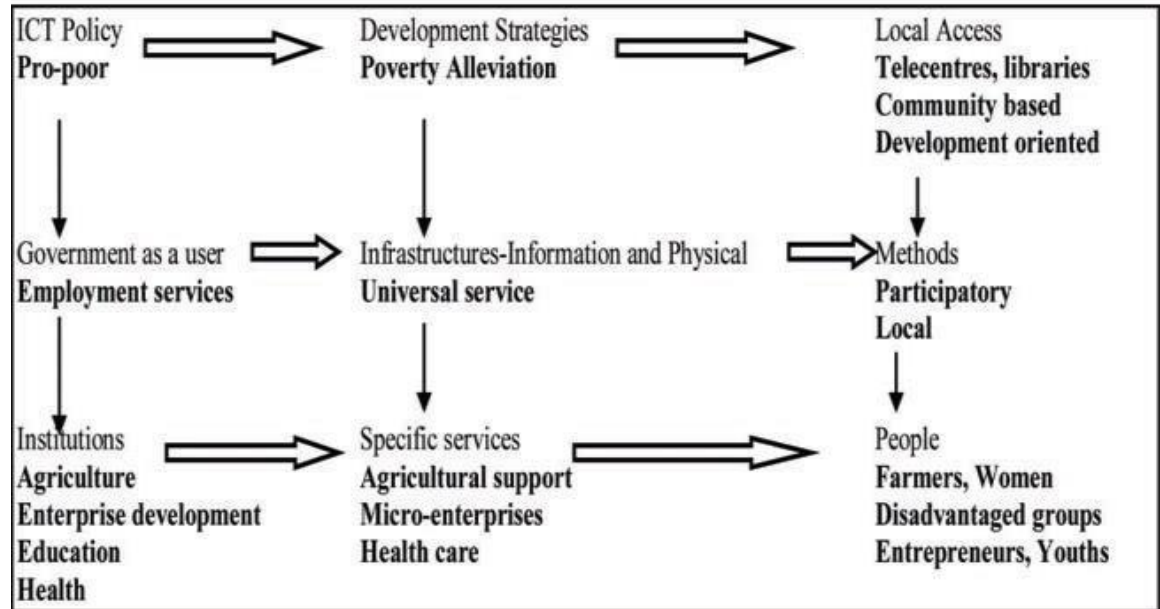 ICT Policy
Pro-poor
Development Strategies
Poverty Alleviation
Local Access
Telecentres, libraries
Community based
Development oriented
Government as a user
Employment services
Infrastructures-Information and Physical
Universal service
Methods
Participatory
Local
Institutions
Agriculture
Enterprise development
Education
Health
Specific services
Agricultural support
Micro-enterprises
Health care
People
Farmers, Women
Disadvantaged groups
Entrepreneurs, Youths